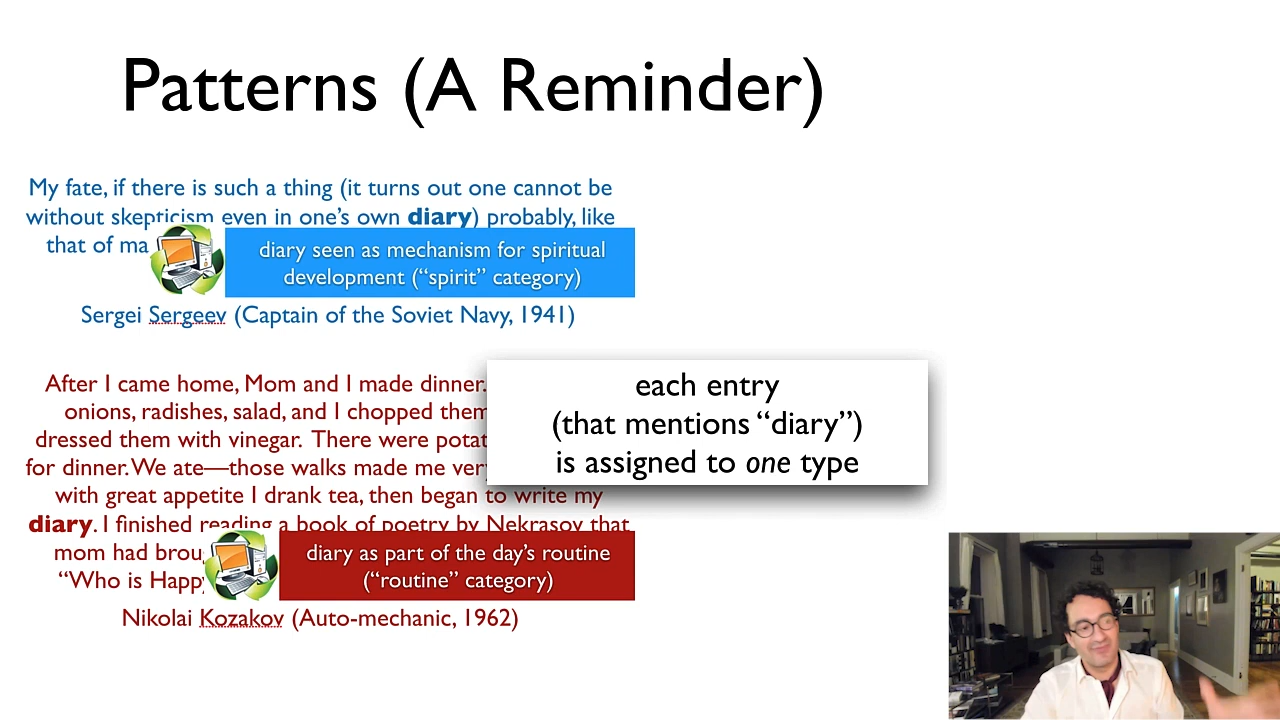 Patterns (A Reminder)
My fate, if there is such a thing (it turns out one cannot be
without skepticism even in one's own diary) probably, like
that of ma
diary seen as mechanism for spiritual
development (“spirit” category)
Sergei Sergeev (Captain of the Soviet Navy, 1941)
After I came home, Mom and I made dinner.
onions, radishes, salad, and I chopped them
dressed them with vinegar. There were potat
for dinner. We ate—those walks made me very
with great appetite I drank tea, then began to write my
diary. I finished reading a book of poetry by Nekrasov that
mom had brou
“Who is Happy
each entry
(that mentions “diary”)
is assigned to one type
diary as part of the day's routine
(“routine” category)
Nikolai Kozakov (Auto-mechanic, 1962)